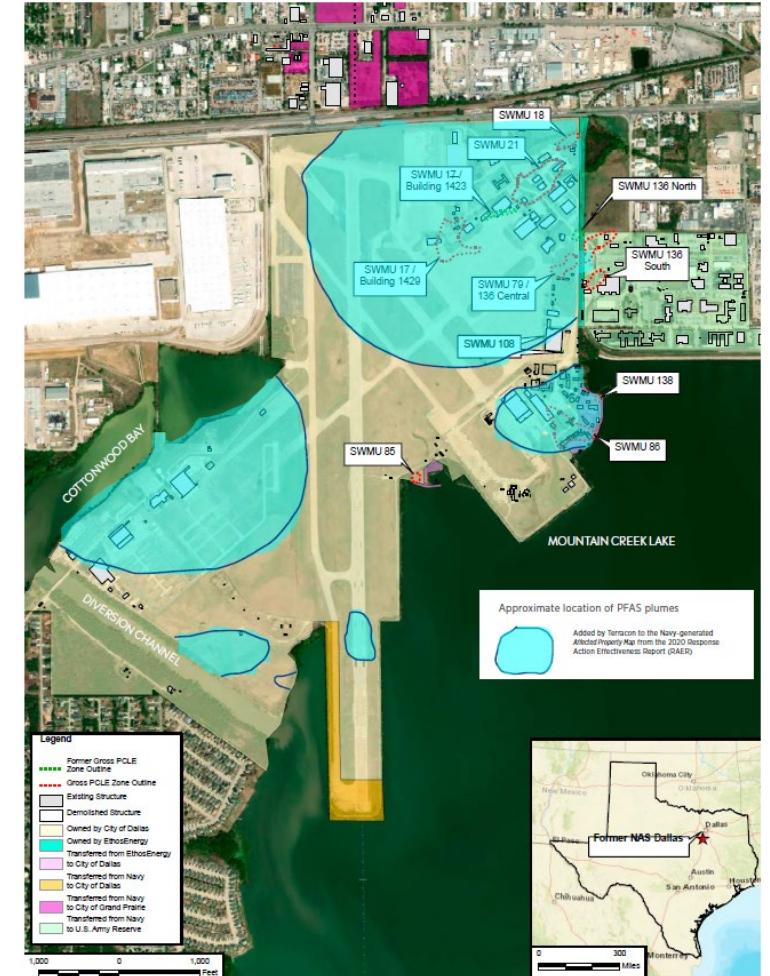 SWMU 18
SWMU 21
SWMU 17 /
Building 1423
SWMU 136 North
SWMU 136
South
SWMU 17 /
Building 1429
SWMU 79 /
136 Central
SWMU 108
SWMU 138
SWMU 86
SWMU 85
COTTONWOOD BAY
MOUNTAIN CREEK LAKE
DIVERSION CHANNEL
Approximate location of PFAS plumes
Added by Terracon to the Navy-generated
Affected Property Map from the 2020 Response
Action Effectiveness Report (RAER)
Legend
Former Gross PCLE
Zone Outline
Gross PCLE Zone Outline
Existing Structure
Demolished Structure
Owned by City of Dallas
Owned by EthosEnergy
Transferred from EthosEnergy
to City of Dallas
Transferred from Navy
to City of Dallas
Transferred from Navy
to City of Grand Prairie
Transferred from Navy
to U.S. Army Reserve
1,000 0 1,000
Feet
Oklahoma City
Oklahoma
New Mexico
Dallas
El Paso
Former NAS Dallas
Austin
San Antonio
Houston
Chihuahua
Monterrey
0 300
Miles